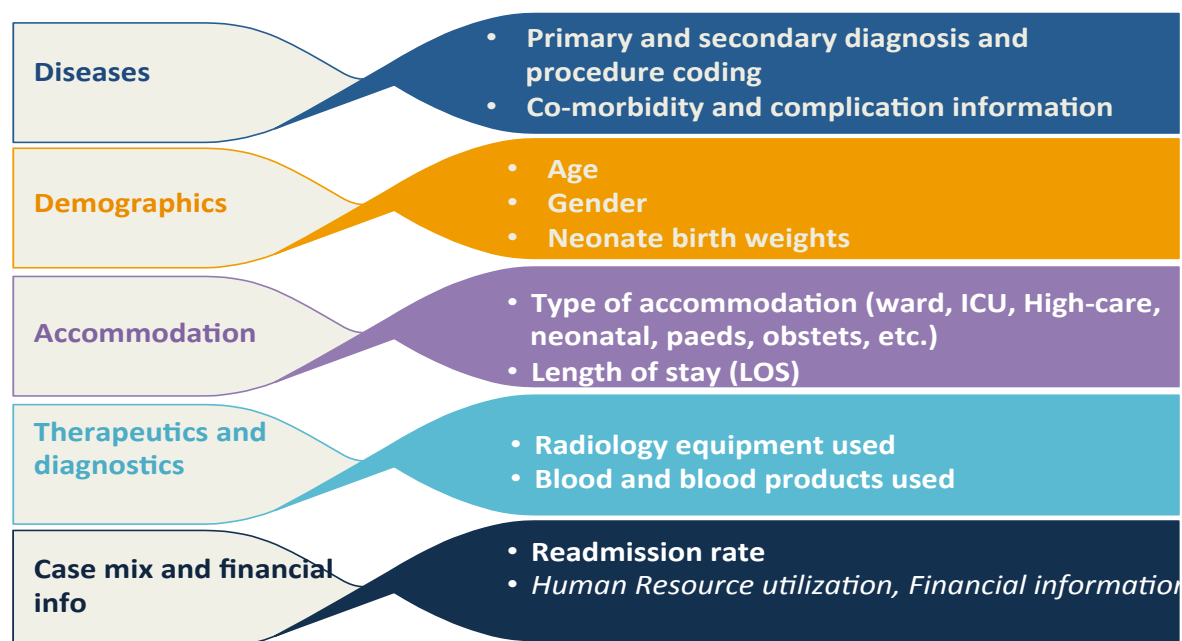 Diseases
• Primary and secondary diagnosis and
procedure coding
• Co-morbidity and complication information
Demographics
• Age
• Gender
• Neonate birth weights
Accommodation
• Type of accommodation (ward, ICU, High-care,
neonatal, paeds, obstets, etc.)
• Length of stay (LOS)
Therapeutics and
diagnostics
• Radiology equipment used
• Blood and blood products used
Case mix and financial
info
• Readmission rate
• Human Resource utilization, Financial information